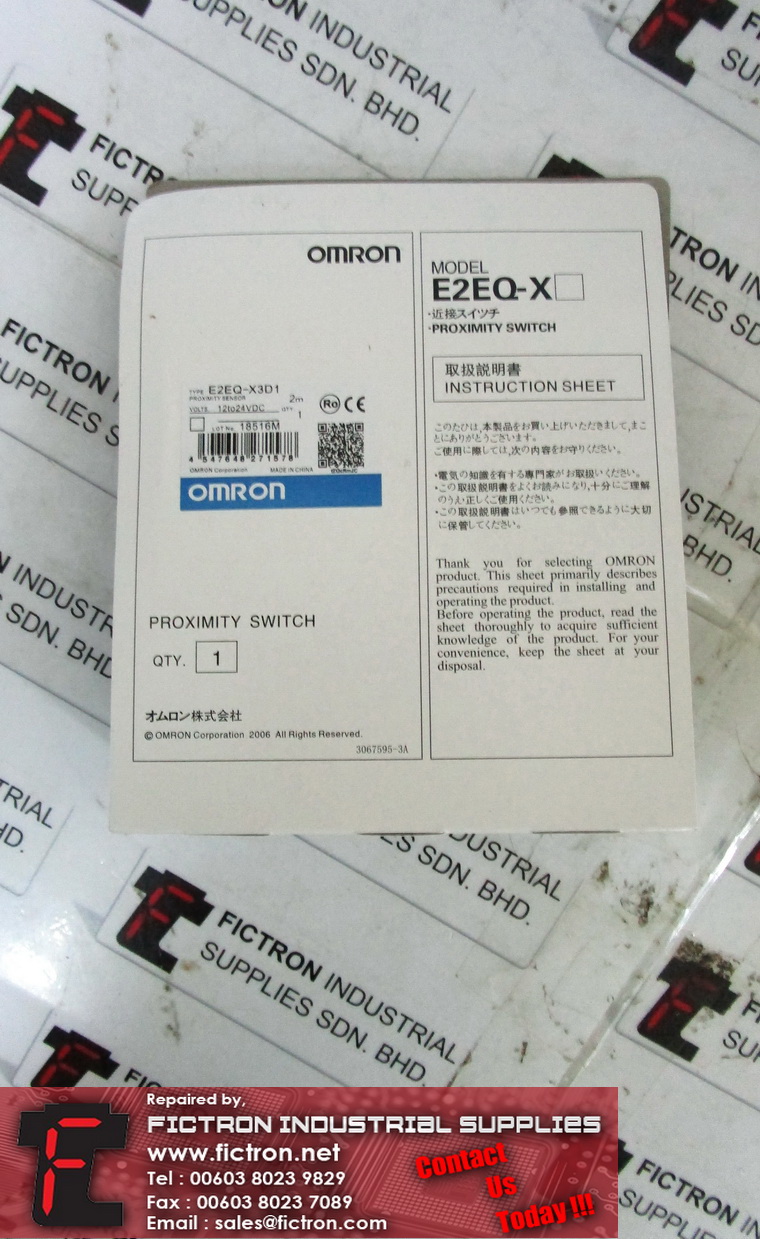 INDUSTRIAL
SUPPLIES SDN. BHD.
FICTRON
OMRON
TYPE E2EQ-X3D1
PROXIMITY SENSOR 2m
VOLTS. 12to24VDC QTY 1
LOT No. 18516M
4 547648 271578
OMRON Corporation MADE IN CHINA
OMRON
PROXIMITY SWITCH
QTY. 1
オムロン株式会社
© OMRON Corporation 2006 All Rights Reserved.
3067595-3A
MODEL
E2EQ-X□
・近接スイッチ
・PROXIMITY SWITCH
取扱説明書
INSTRUCTION SHEET
このたびは、本製品をお買い上げいただきまして、まこ
とにありがとうございます。
ご使用に際しては、次の内容をお守りください。
・電気の知識を有する専門家がお取扱いください。
・この取扱説明書をよくお読みになり、十分にご理解
のうえ、正しくご使用ください。
・この取扱説明書はいつでも参照できるように大切
に保管してください。
Thank you for selecting OMRON
product. This sheet primarily describes
precautions required in installing and
operating the product.
Before operating the product, read the
sheet thoroughly to acquire sufficient
knowledge of the product. For your
convenience, keep the sheet at your
disposal.
FICTRON INDUSTRIAL
SUPPLIES SDN. BHD.
Repaired by,
FICTRON INDUSTRIAL SUPPLIES
www.fictron.net
Tel : 00603 8023 9829
Fax : 00603 8023 7089
Email : sales@fictron.com
Contact
Us
Today !!!